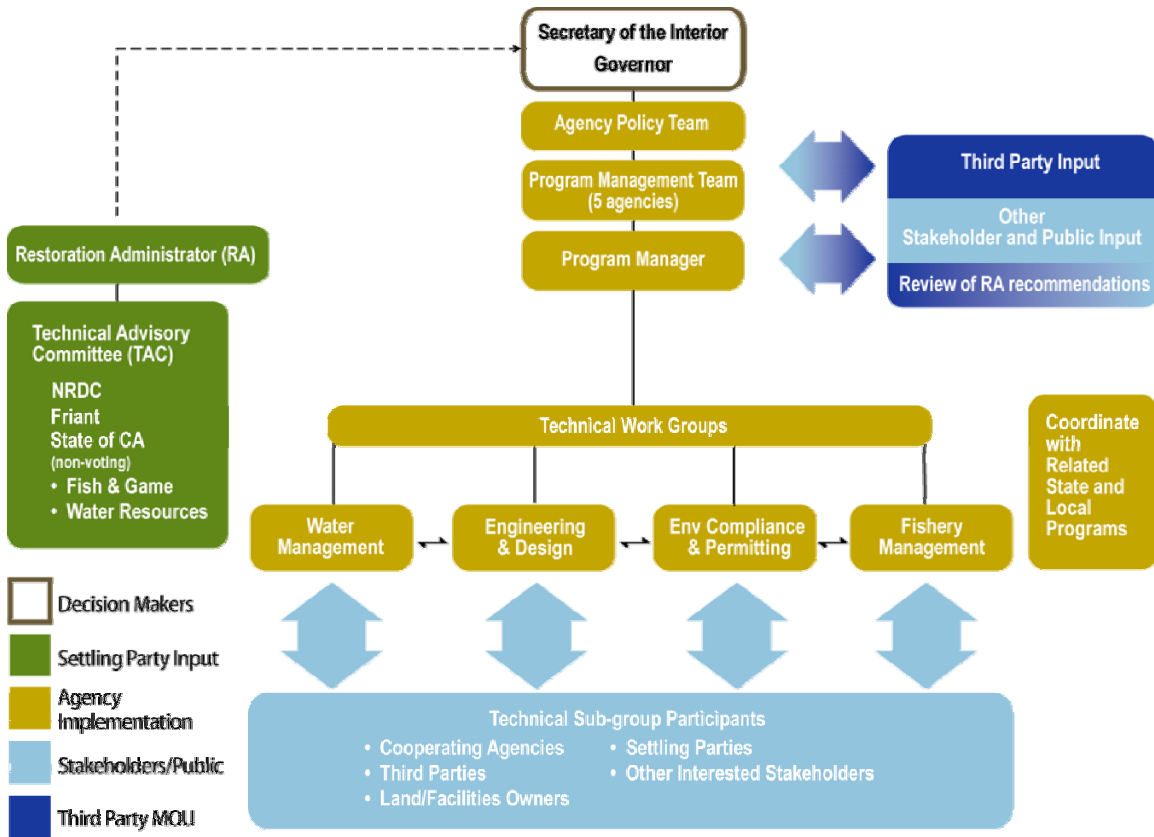 Secretary of the Interior
Governor
Agency Policy Team
Program Management Team
(5 agencies)
Program Manager
Third Party Input
Other
Stakeholder and Public Input
Review of RA recommendations
Restoration Administrator (RA)
Technical Advisory
Committee (TAC)
NRDC
Friant
State of CA
(non-voting)
• Fish & Game
• Water Resources
Technical Work Groups
Water
Management
Engineering
& Design
Env Compliance
& Permitting
Fishery
Management
Coordinate
with
Related
State and
Local
Programs
Decision Makers
Settling Party Input
Agency
Implementation
Stakeholders/Public
Third Party MOU
Technical Sub-group Participants
• Cooperating Agencies
• Third Parties
• Land/Facilities Owners
• Settling Parties
• Other Interested Stakeholders